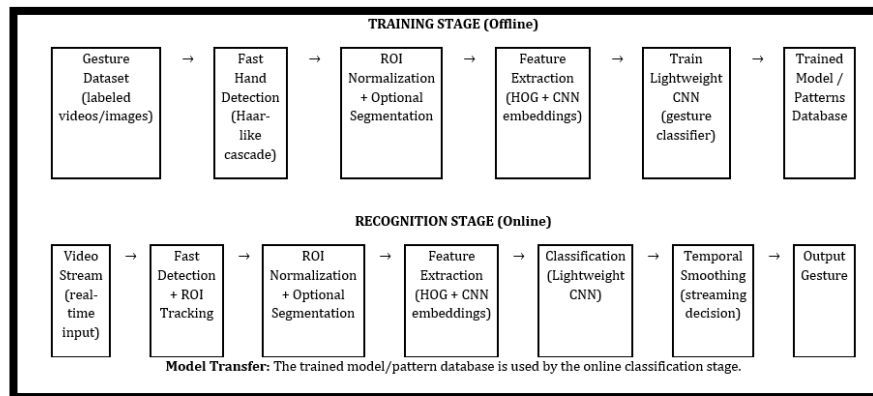 TRAINING STAGE (Offline)
Gesture
Dataset
(labeled
videos/images)
→
Fast
Hand
Detection
(Haar-
like
cascade)
→
ROI
Normalization
+ Optional
Segmentation
→
Feature
Extraction
(HOG + CNN
embeddings)
→
Train
Lightweight
CNN
(gesture
classifier)
→
Trained
Model /
Patterns
Database
RECOGNITION STAGE (Online)
Video
Stream
(real-
time
input)
→
Fast
Detection
+ ROI
Tracking
→
ROI
Normalization
+ Optional
Segmentation
→
Feature
Extraction
(HOG + CNN
embeddings)
→
Classification
(Lightweight
CNN)
→
Temporal
Smoothing
(streaming
decision)
→
Output
Gesture
Model Transfer: The trained model/pattern database is used by the online classification stage.